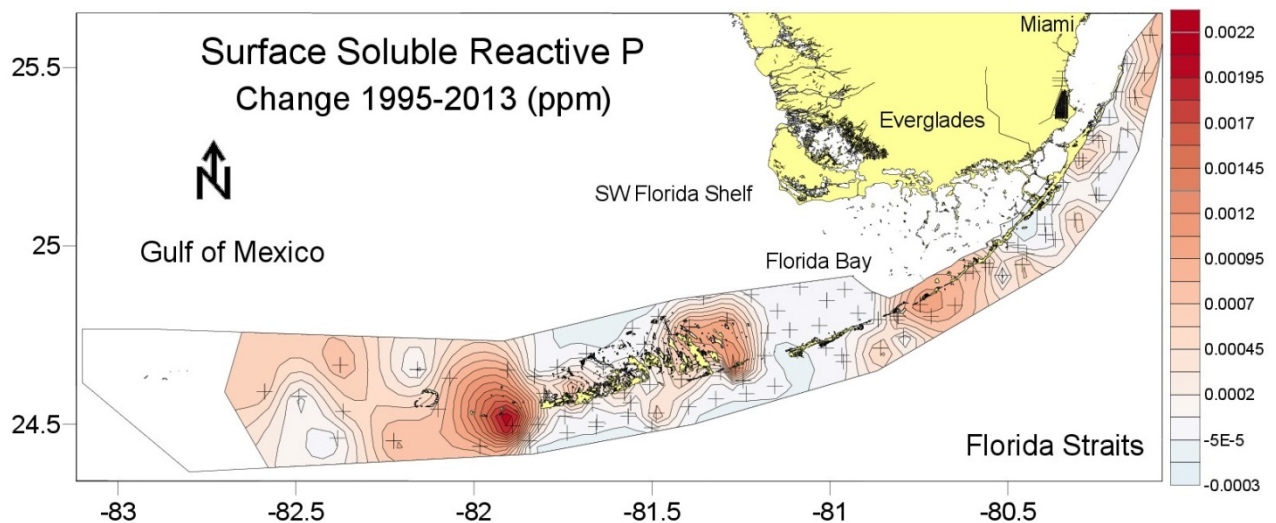 Surface Soluble Reactive P
Change 1995-2013 (ppm)
Miami
Everglades
N
SW Florida Shelf
Gulf of Mexico
Florida Bay
Florida Straits
25.5
25
24.5
-83
-82.5
-82
-81.5
-81
-80.5
0.0022
0.00195
0.0017
0.00145
0.0012
0.00095
0.0007
0.00045
0.0002
-5E-5
-0.0003